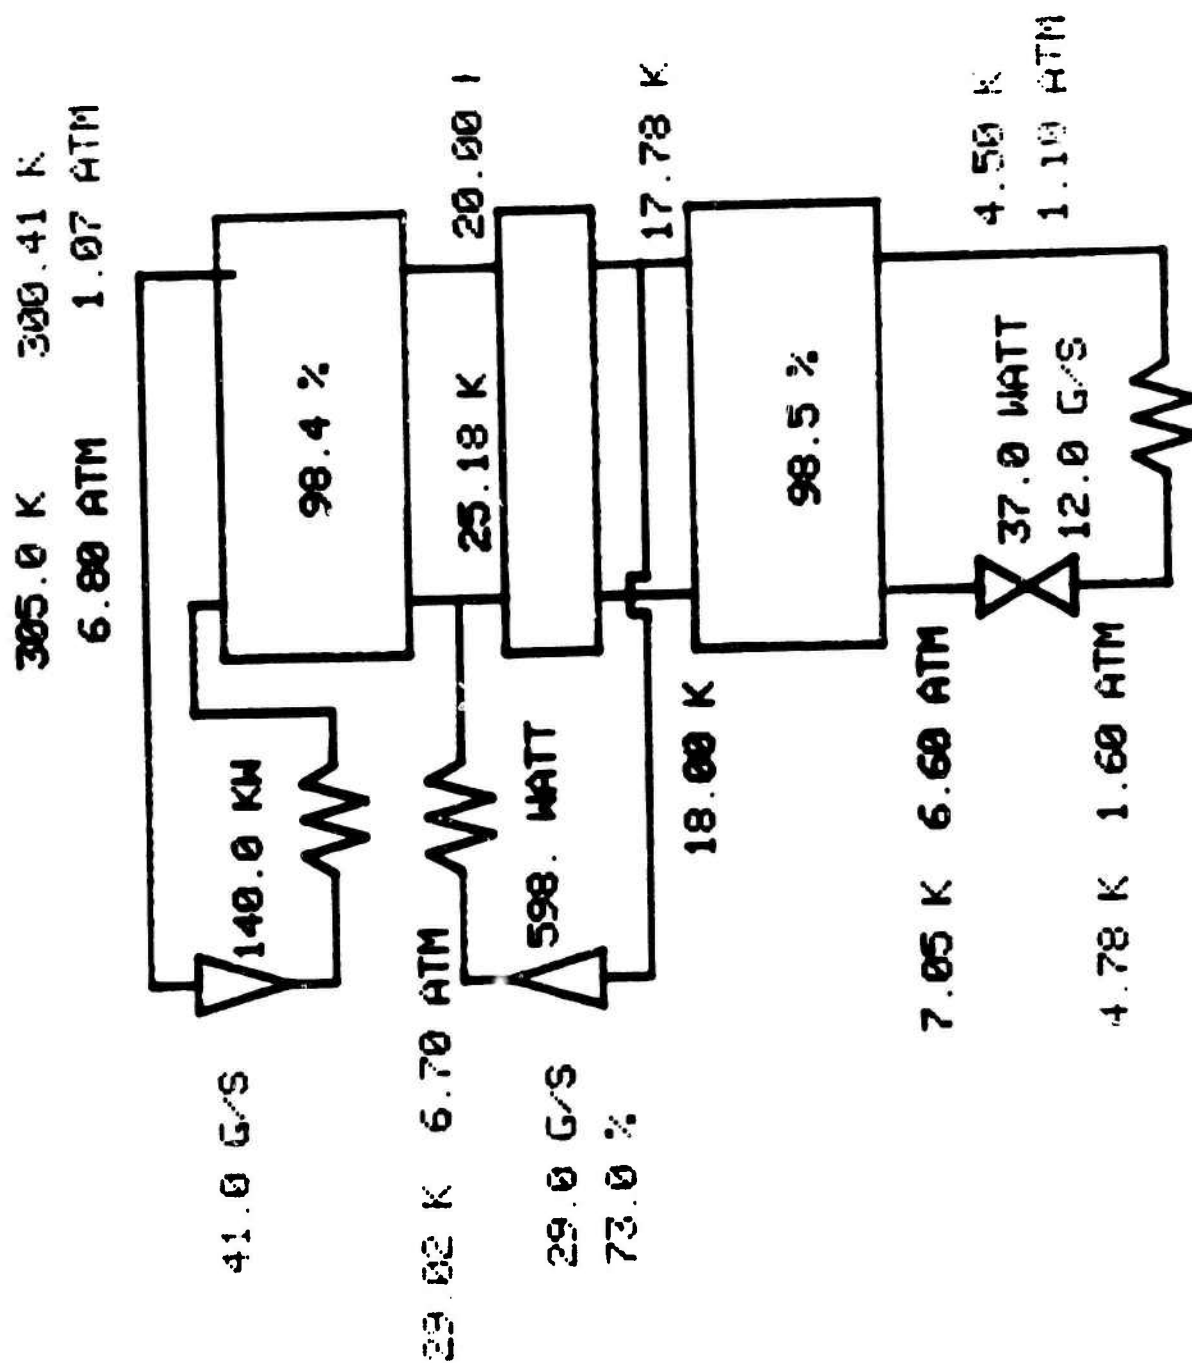 305.0 K 300.41 K
6.80 ATM 1.07 ATM
41.0 G/S
140.0 KW
98.4 %
6.70 ATM
25.18 K
20.00
29.0 G/S
73.0 %
598. WATT
17.78 K
18.00 K
98.5 %
7.05 K 6.60 ATM
37.0 WATT
12.0 G/S
4.50 K
1.10 ATM
4.78 K 1.60 ATM